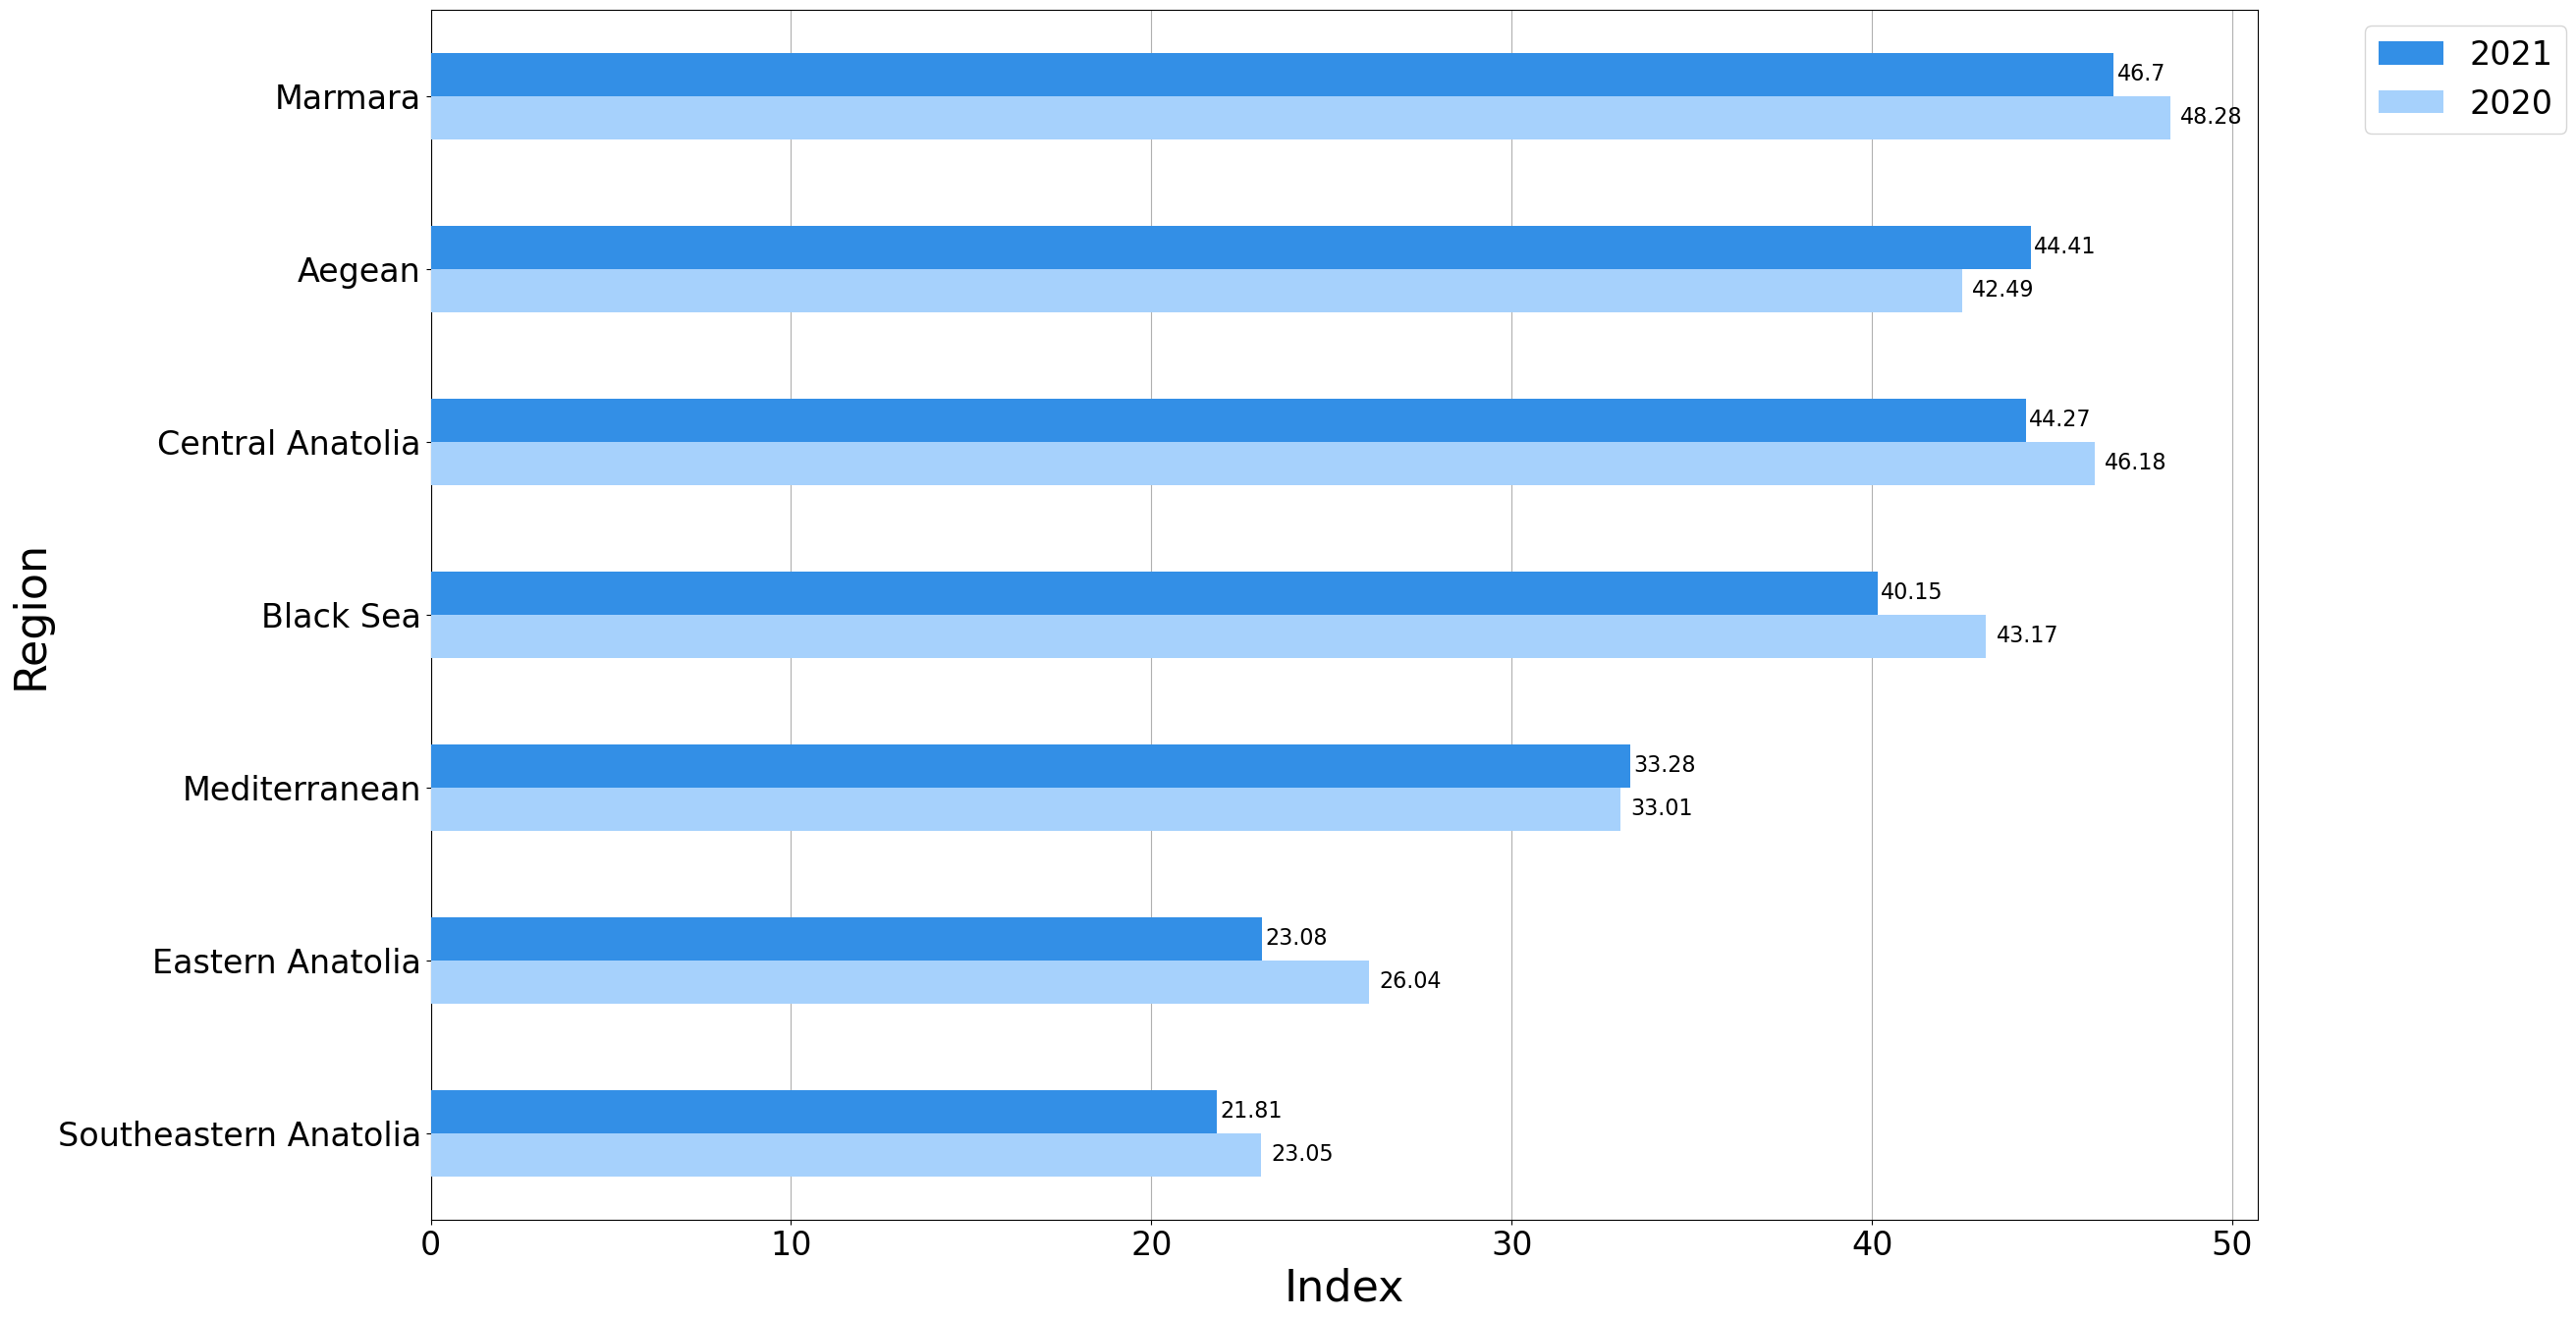 2021
2020
Marmara
46.7
48.28
Aegean
44.41
42.49
Central Anatolia
44.27
46.18
Black Sea
40.15
43.17
Mediterranean
33.28
33.01
Eastern Anatolia
23.08
26.04
Southeastern Anatolia
21.81
23.05
Region
0 10 20 30 40 50
Index